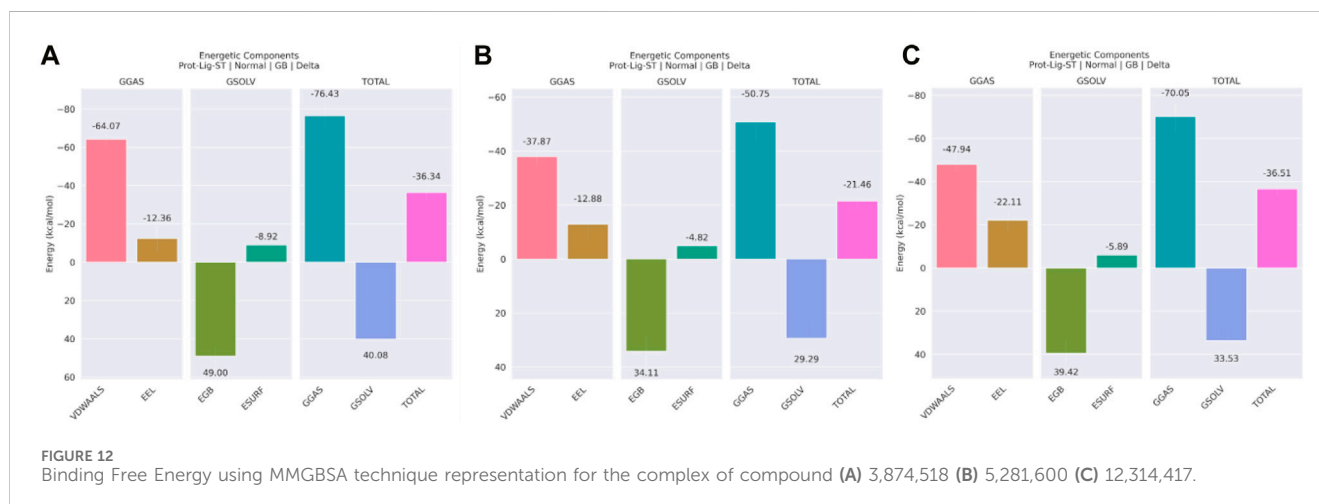 A
Energetic Components
Prot-Lig-ST | Normal | GB | Delta
GGAS GSOLV TOTAL
Energy (kcal/mol)
−80
−60
−40
−20
0
20
40
60
-64.07
-12.36
49.00
-8.92
-76.43
40.08
-36.34
VDWAALS EEL EGB ESURF GGAS GSOLV TOTAL
B
Energetic Components
Prot-Lig-ST | Normal | GB | Delta
GGAS GSOLV TOTAL
Energy (kcal/mol)
−60
−40
−20
0
20
40
-37.87
-12.88
34.11
-4.82
-50.75
29.29
-21.46
VDWAALS EEL EGB ESURF GGAS GSOLV TOTAL
C
Energetic Components
Prot-Lig-ST | Normal | GB | Delta
GGAS GSOLV TOTAL
Energy (kcal/mol)
−80
−60
−40
−20
0
20
40
-47.94
-22.11
39.42
-5.89
-70.05
33.53
-36.51
VDWAALS EEL EGB ESURF GGAS GSOLV TOTAL
FIGURE 12
Binding Free Energy using MMGBSA technique representation for the complex of compound (A) 3,874,518 (B) 5,281,600 (C) 12,314,417.